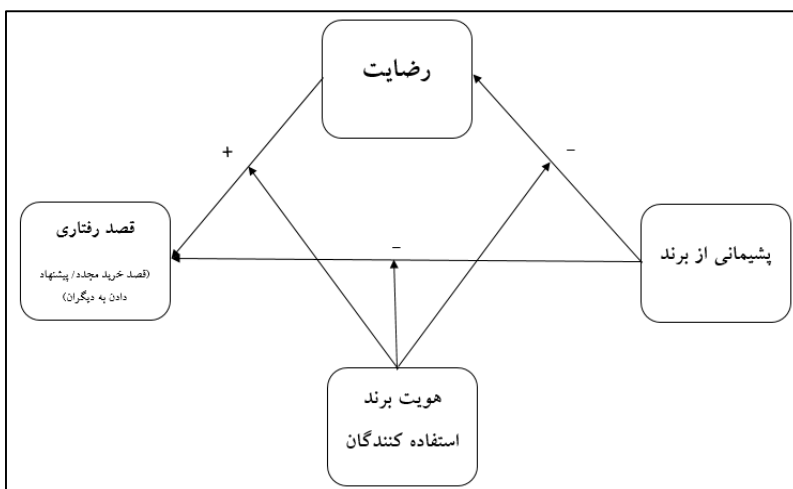 رضایت
+
–
قصد رفتاری
(قصد خرید مجدد/ پیشنهاد
دادن به دیگران)
–
پشیمانی از برند
هویت برند
استفاده کنندگان